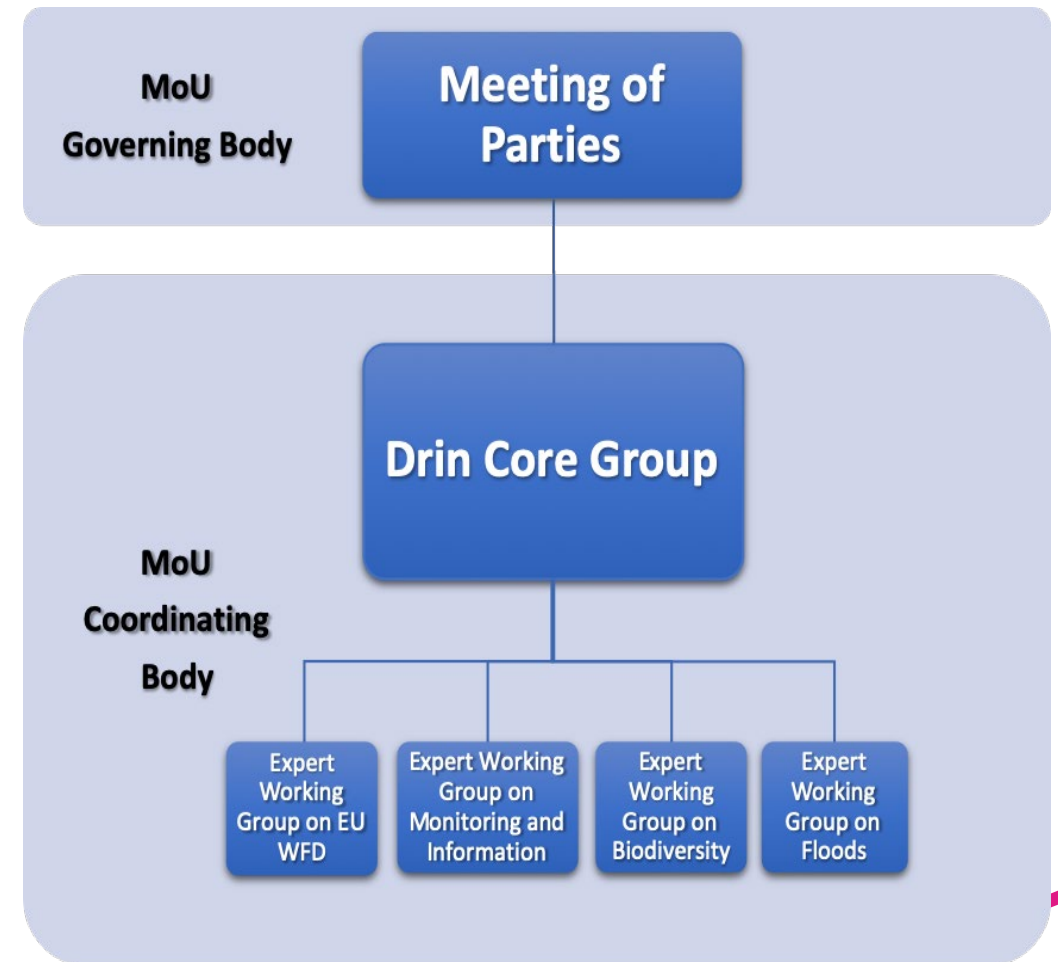 MoU
Governing Body
Meeting of
Parties
Drin Core Group
MoU
Coordinating
Body
Expert
Working
Group on EU
WFD
Expert Working
Group on
Monitoring and
Information
Expert
Working
Group on
Biodiversity
Expert
Working
Group on
Floods